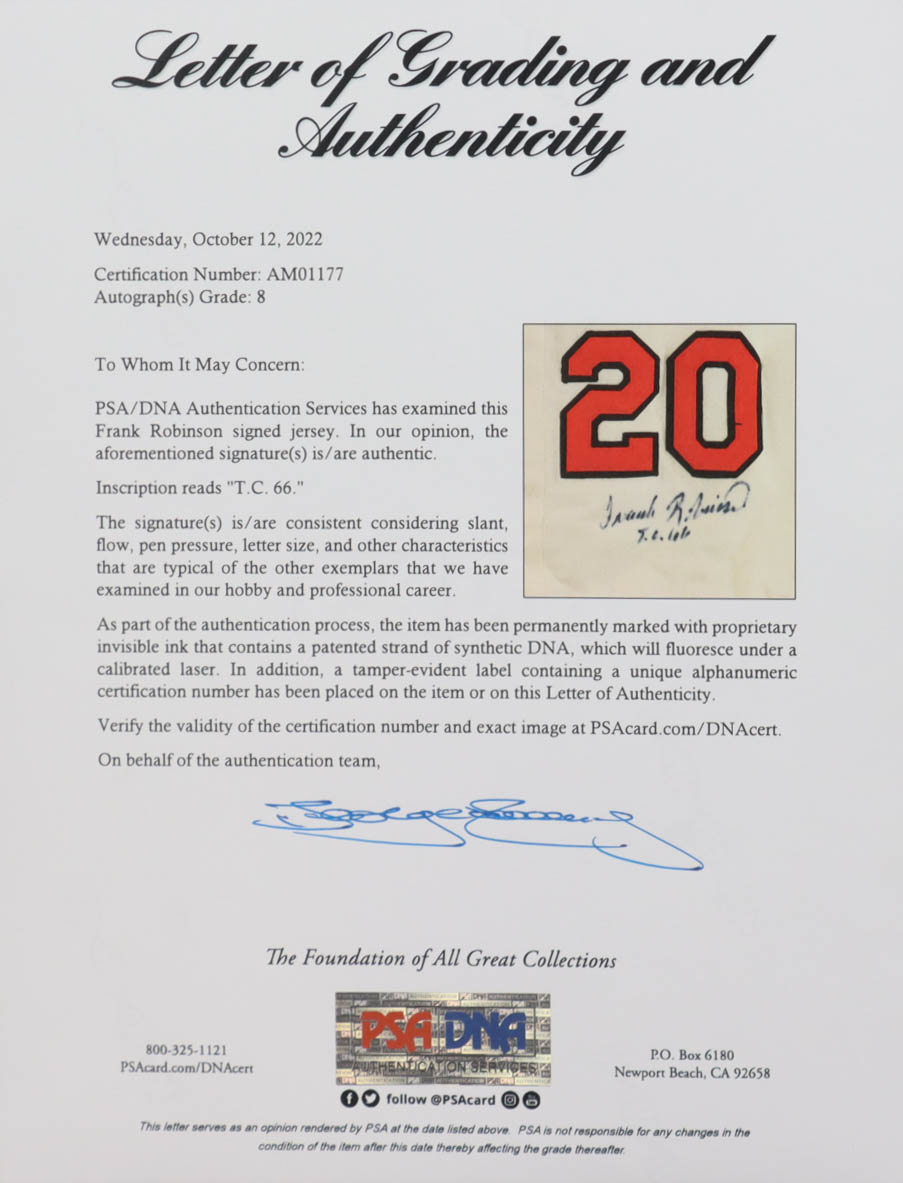 Letter of Grading and
Authenticity
Wednesday, October 12, 2022
Certification Number: AM01177
Autograph(s) Grade: 8
To Whom It May Concern:
PSA/DNA Authentication Services has examined this
Frank Robinson signed jersey. In our opinion, the
aforementioned signature(s) is/are authentic.
Inscription reads "T.C. 66."
The signature(s) is/are consistent considering slant,
flow, pen pressure, letter size, and other characteristics
that are typical of the other exemplars that we have
examined in our hobby and professional career.
20
Frank Robinson
T.C. 66
As part of the authentication process, the item has been permanently marked with proprietary
invisible ink that contains a patented strand of synthetic DNA, which will fluoresce under a
calibrated laser. In addition, a tamper-evident label containing a unique alphanumeric
certification number has been placed on the item or on this Letter of Authenticity.
Verify the validity of the certification number and exact image at PSAcard.com/DNAcert.
On behalf of the authentication team,
The Foundation of All Great Collections
800-325-1121
PSAcard.com/DNAcert
PSA DNA
AUTHENTICATION SERVICES
follow @PSAcard
P.O. Box 6180
Newport Beach, CA 92658
This letter serves as an opinion rendered by PSA at the date listed above. PSA is not responsible for any changes in the
condition of the item after this date thereby affecting the grade thereafter.